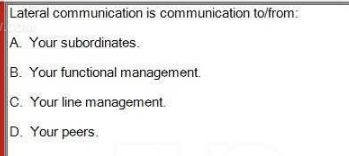 Lateral communication is communication to/from:
A. Your subordinates.
B. Your functional management.
C. Your line management.
D. Your peers.